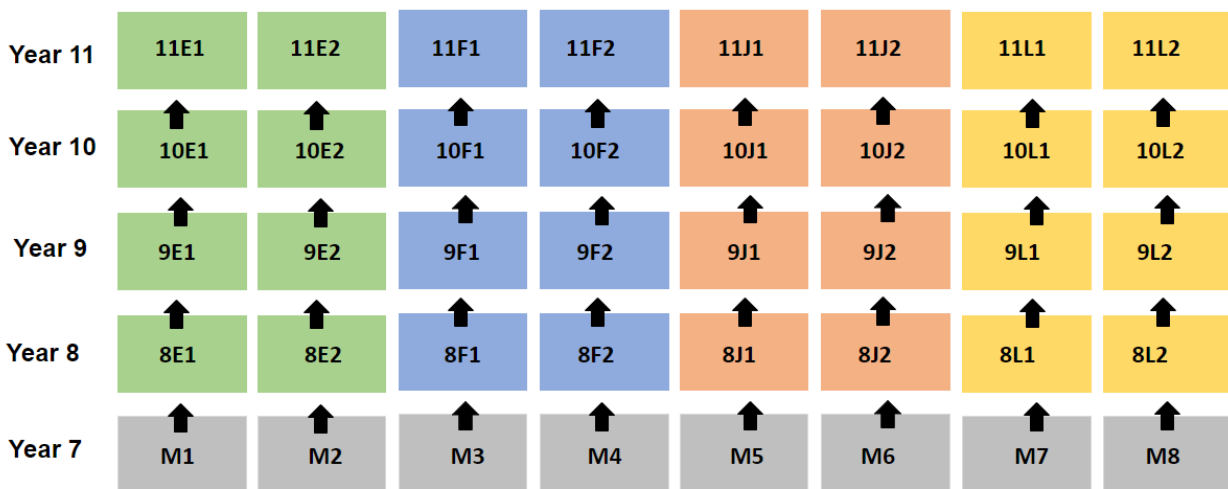 Year 11 11E1 11E2 11F1 11F2 11J1 11J2 11L1 11L2
Year 10 10E1 10E2 10F1 10F2 10J1 10J2 10L1 10L2
Year 9 9E1 9E2 9F1 9F2 9J1 9J2 9L1 9L2
Year 8 8E1 8E2 8F1 8F2 8J1 8J2 8L1 8L2
Year 7 M1 M2 M3 M4 M5 M6 M7 M8